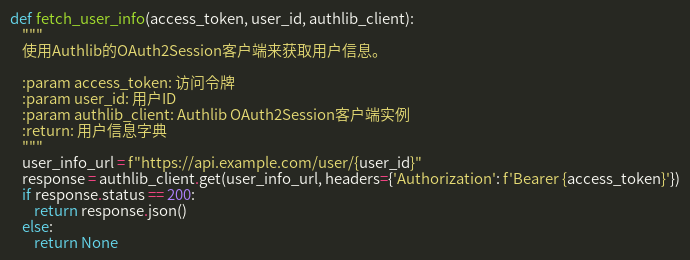 def fetch_user_info(access_token, user_id, authlib_client):
"""
使用Authlib的OAuth2Session客户端来获取用户信息。
:param access_token: 访问令牌
:param user_id: 用户ID
:param authlib_client: Authlib OAuth2Session客户端实例
:return: 用户信息字典
"""
user_info_url = f"https://api.example.com/user/{user_id}"
response = authlib_client.get(user_info_url, headers={'Authorization': f'Bearer {access_token}'})
if response.status == 200:
return response.json()
else:
return None